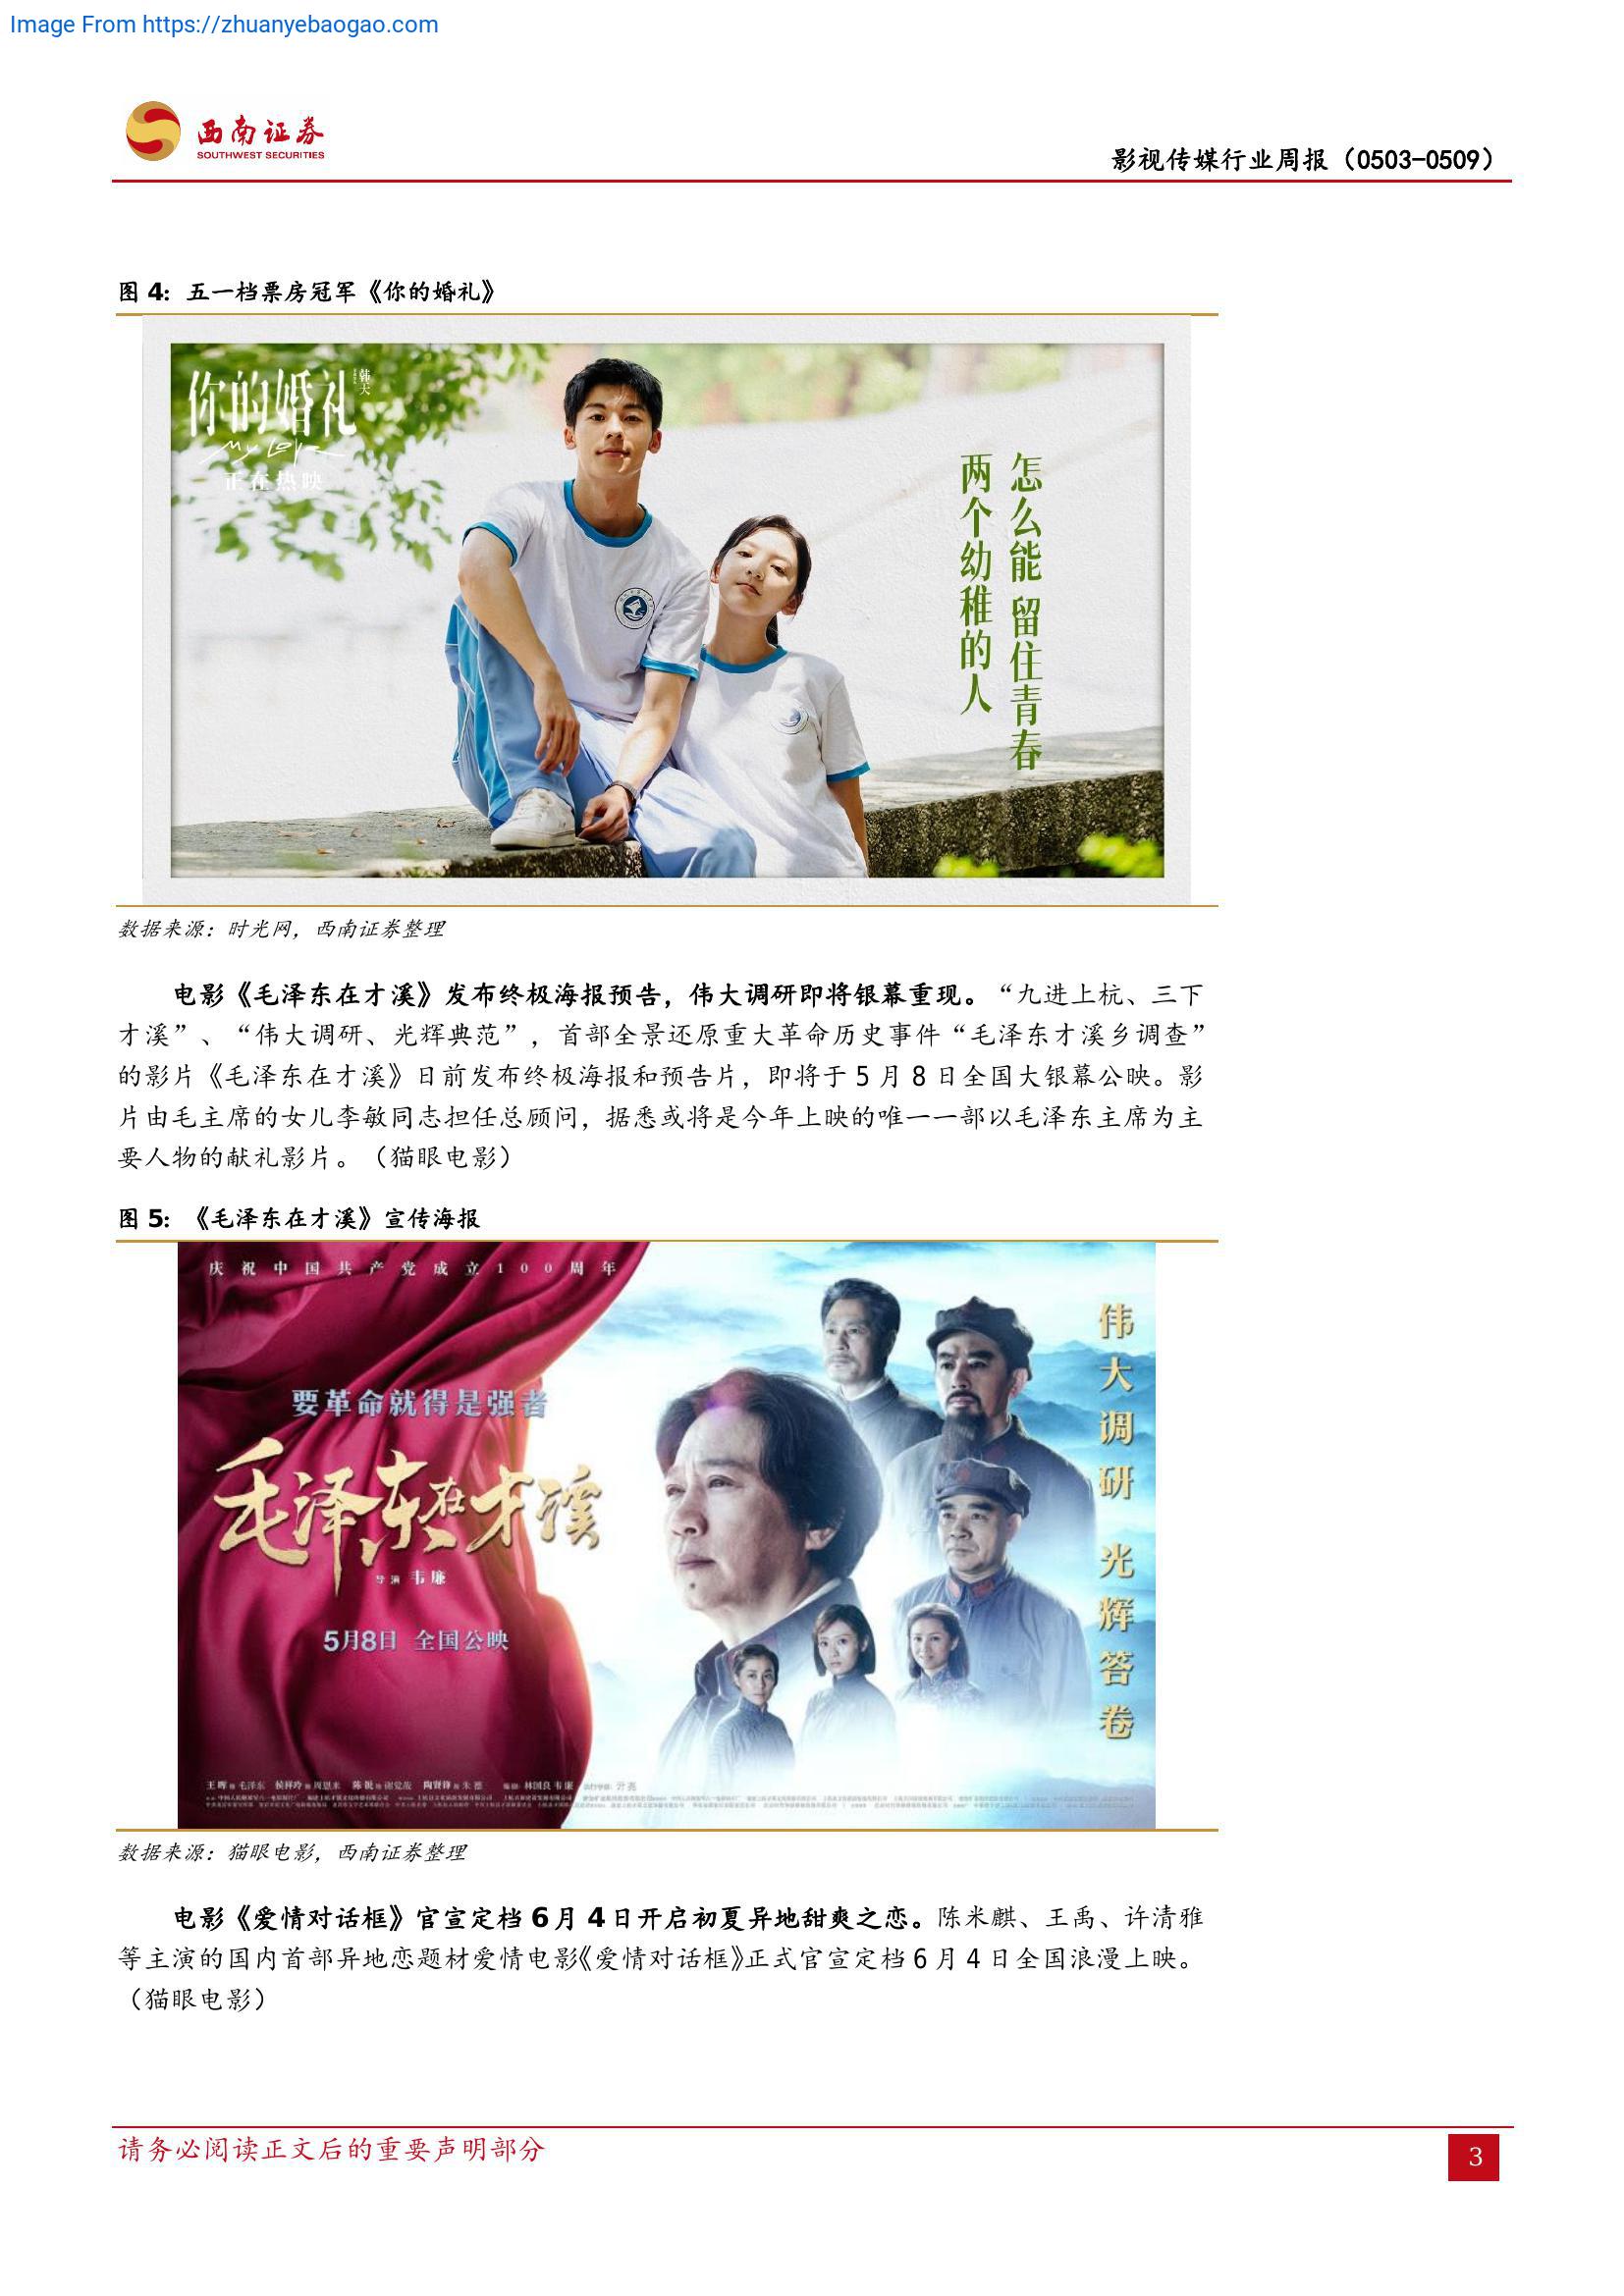 Image From https://zhuanyebaogao.com
西南证券
SOUTHWEST SECURITIES
影视传媒行业周报（0503-0509）
图 4：五一档票房冠军《你的婚礼》
你的婚礼
韩天
My Love
正在热映
怎么能 留住青春
两个幼稚的人
数据来源：时光网，西南证券整理
电影《毛泽东在才溪》发布终极海报预告，伟大调研即将银幕重现。“九进上杭、三下
才溪”、“伟大调研、光辉典范”，首部全景还原重大革命历史事件“毛泽东才溪乡调查”
的影片《毛泽东在才溪》日前发布终极海报和预告片，即将于 5 月 8 日全国大银幕公映。影
片由毛主席的女儿李敏同志担任总顾问，据悉或将是今年上映的唯一一部以毛泽东主席为主
要人物的献礼影片。（猫眼电影）
图 5：《毛泽东在才溪》宣传海报
庆祝中国共产党成立100周年
要革命就得是强者
毛泽东在才溪
导演 韦廉
5月8日 全国公映
伟大调研 光辉答卷
数据来源：猫眼电影，西南证券整理
电影《爱情对话框》官宣定档 6 月 4 日开启初夏异地甜爽之恋。陈米麒、王禹、许清雅
等主演的国内首部异地恋题材爱情电影《爱情对话框》正式官宣定档 6 月 4 日全国浪漫上映。
（猫眼电影）
请务必阅读正文后的重要声明部分
3